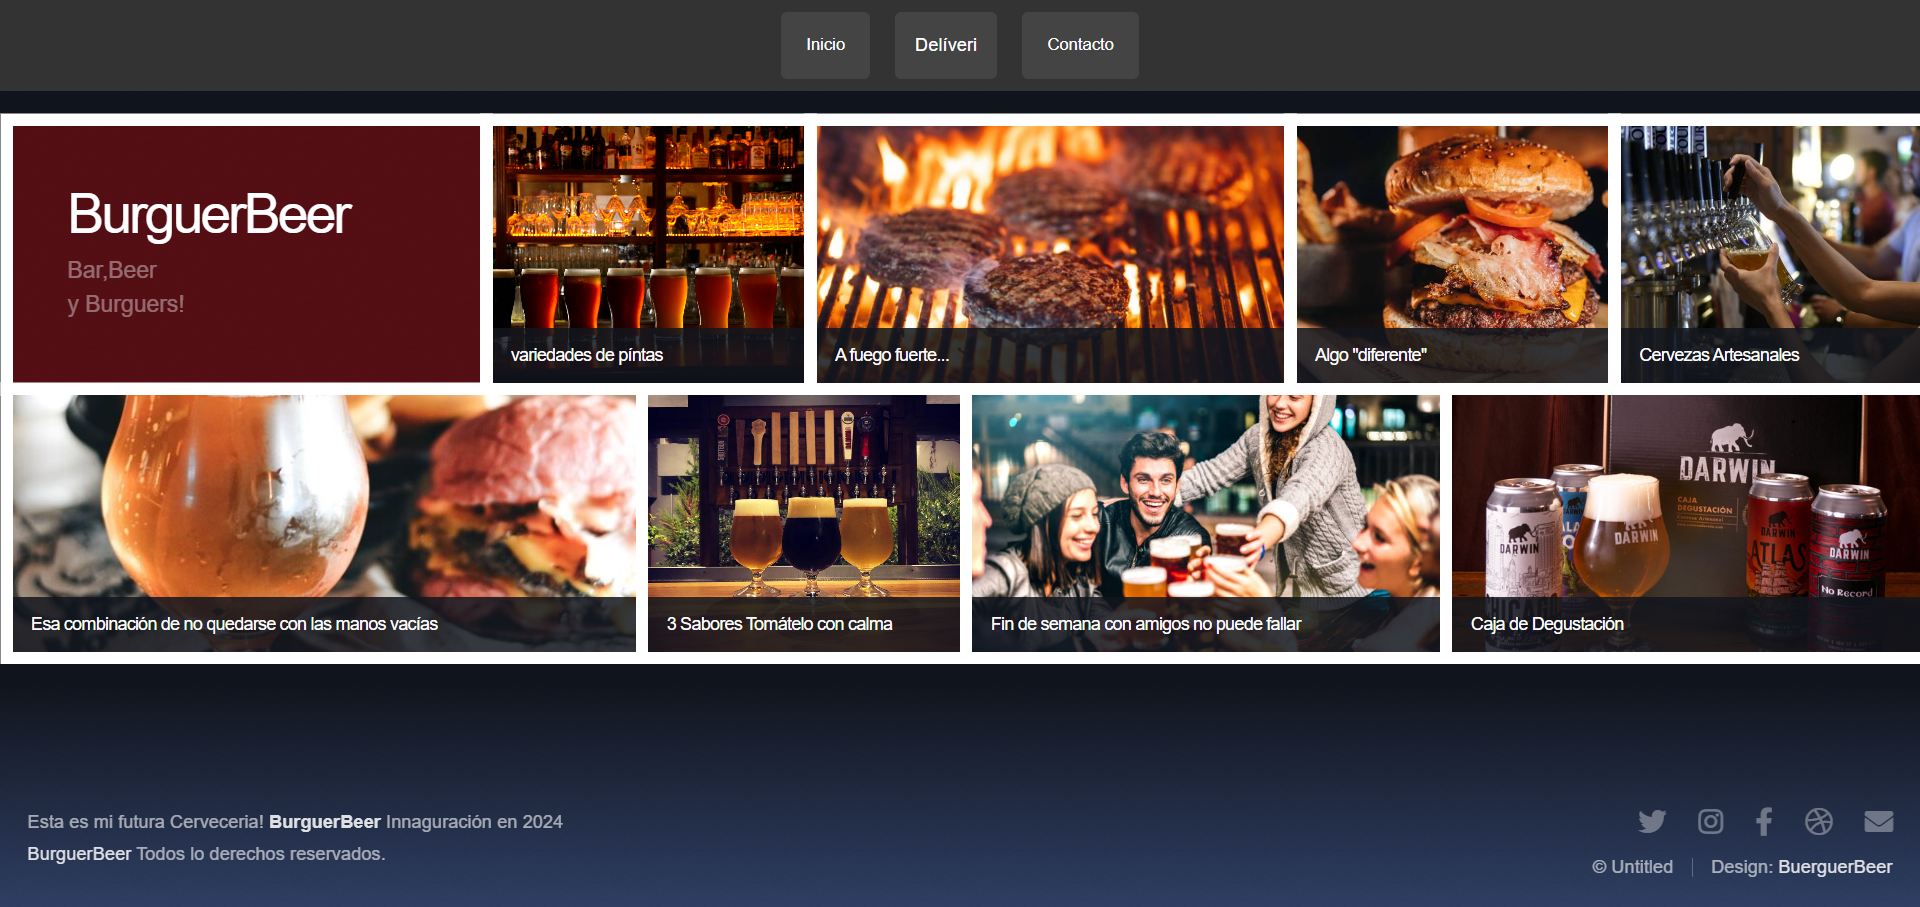 Inicio
Delíveri
Contacto
BurguerBeer
Bar,Beer
y Burguers!
variedades de píntas
A fuego fuerte...
Algo "diferente"
Cervezas Artesanales
Esa combinación de no quedarse con las manos vacías
3 Sabores Tomátelo con calma
Fin de semana con amigos no puede fallar
DARWIN
CAJA
DEGUSTACIÓN
DARWIN
DARWIN
DARWIN
ATLAS
DARWIN
No Record
Caja de Degustación
Esta es mi futura Cerveceria! BurguerBeer Innaguración en 2024
BurguerBeer Todos lo derechos reservados.
© Untitled
Design: BuerguerBeer